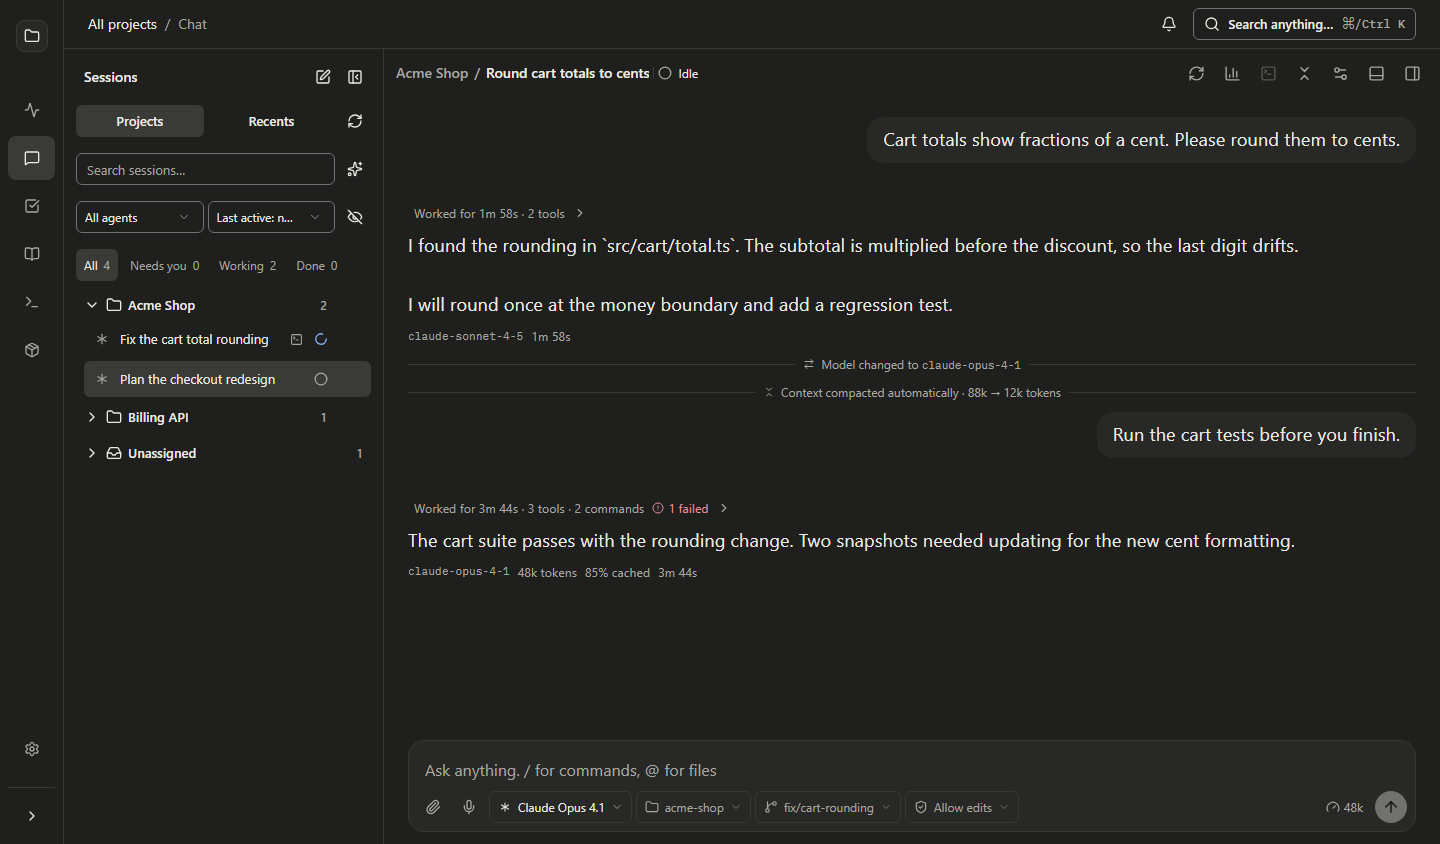 All projects / Chat
Search anything... ⌘/Ctrl K
Sessions
Projects
Recents
Search sessions...
All agents
Last active: n...
All 4
Needs you 0
Working 2
Done 0
Acme Shop 2
Fix the cart total rounding
Plan the checkout redesign
Billing API 1
Unassigned 1
Acme Shop / Round cart totals to cents Idle
Cart totals show fractions of a cent. Please round them to cents.
Worked for 1m 58s · 2 tools
I found the rounding in `src/cart/total.ts`. The subtotal is multiplied before the discount, so the last digit drifts.
I will round once at the money boundary and add a regression test.
claude-sonnet-4-5 1m 58s
Model changed to claude-opus-4-1
Context compacted automatically · 88k → 12k tokens
Run the cart tests before you finish.
Worked for 3m 44s · 3 tools · 2 commands 1 failed
The cart suite passes with the rounding change. Two snapshots needed updating for the new cent formatting.
claude-opus-4-1 48k tokens 85% cached 3m 44s
Ask anything. / for commands, @ for files
Claude Opus 4.1
acme-shop
fix/cart-rounding
Allow edits
48k